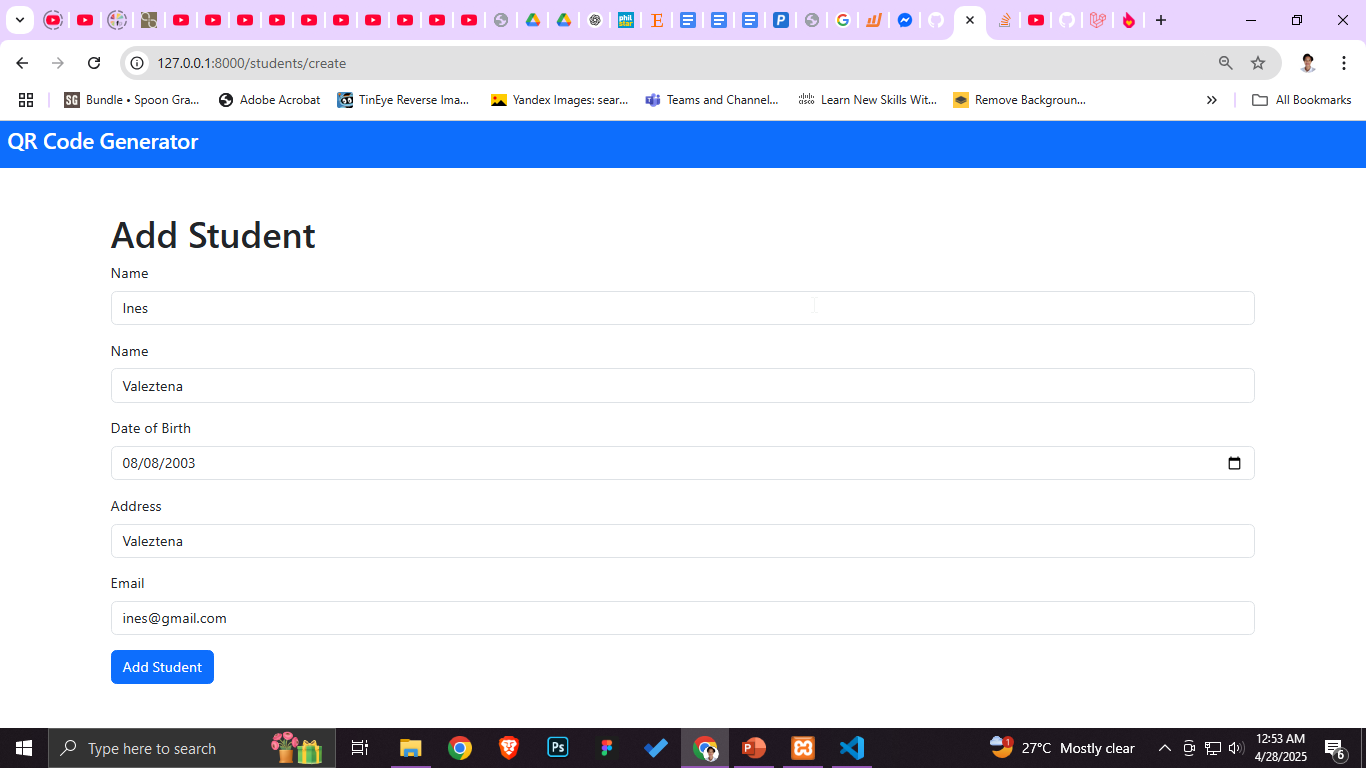 127.0.0.1:8000/students/create
Bundle • Spoon Gra...
Adobe Acrobat
TinEye Reverse Ima...
Yandex Images: sear...
Teams and Channel...
Learn New Skills Wit...
Remove Backgroun...
All Bookmarks
QR Code Generator
Add Student
Name
Ines
Name
Valeztena
Date of Birth
08/08/2003
Address
Valeztena
Email
ines@gmail.com
Add Student
Type here to search
27°C Mostly clear
12:53 AM
4/28/2025
6